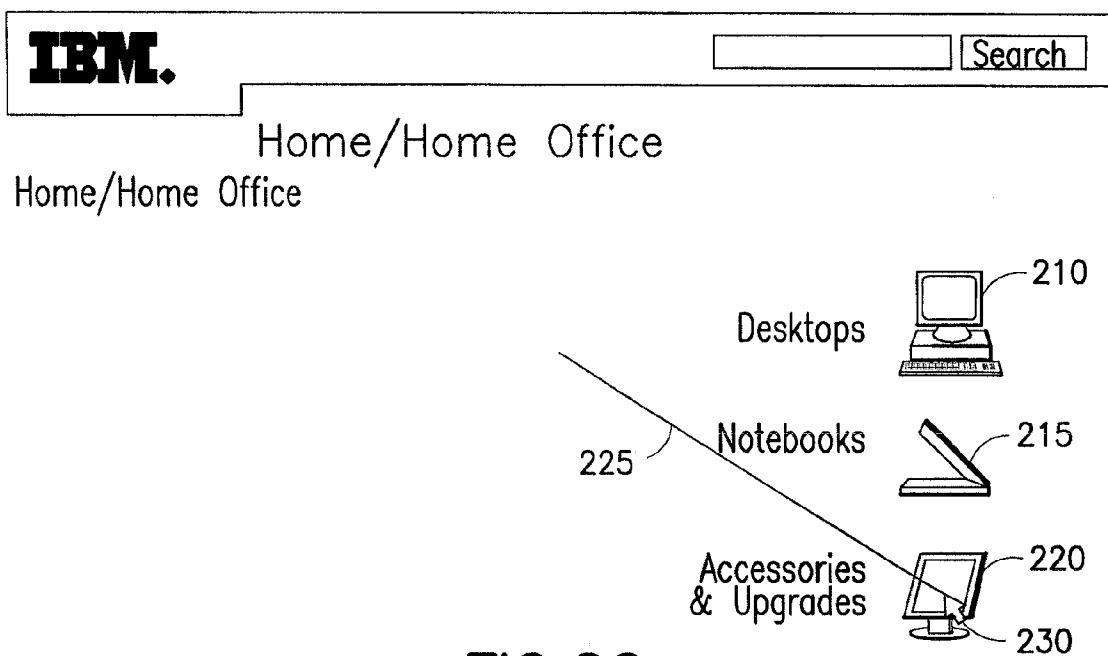 IBM.
Search
Home/Home Office
Home/Home Office
210
Desktops
Notebooks
215
225
Accessories
& Upgrades
220
230